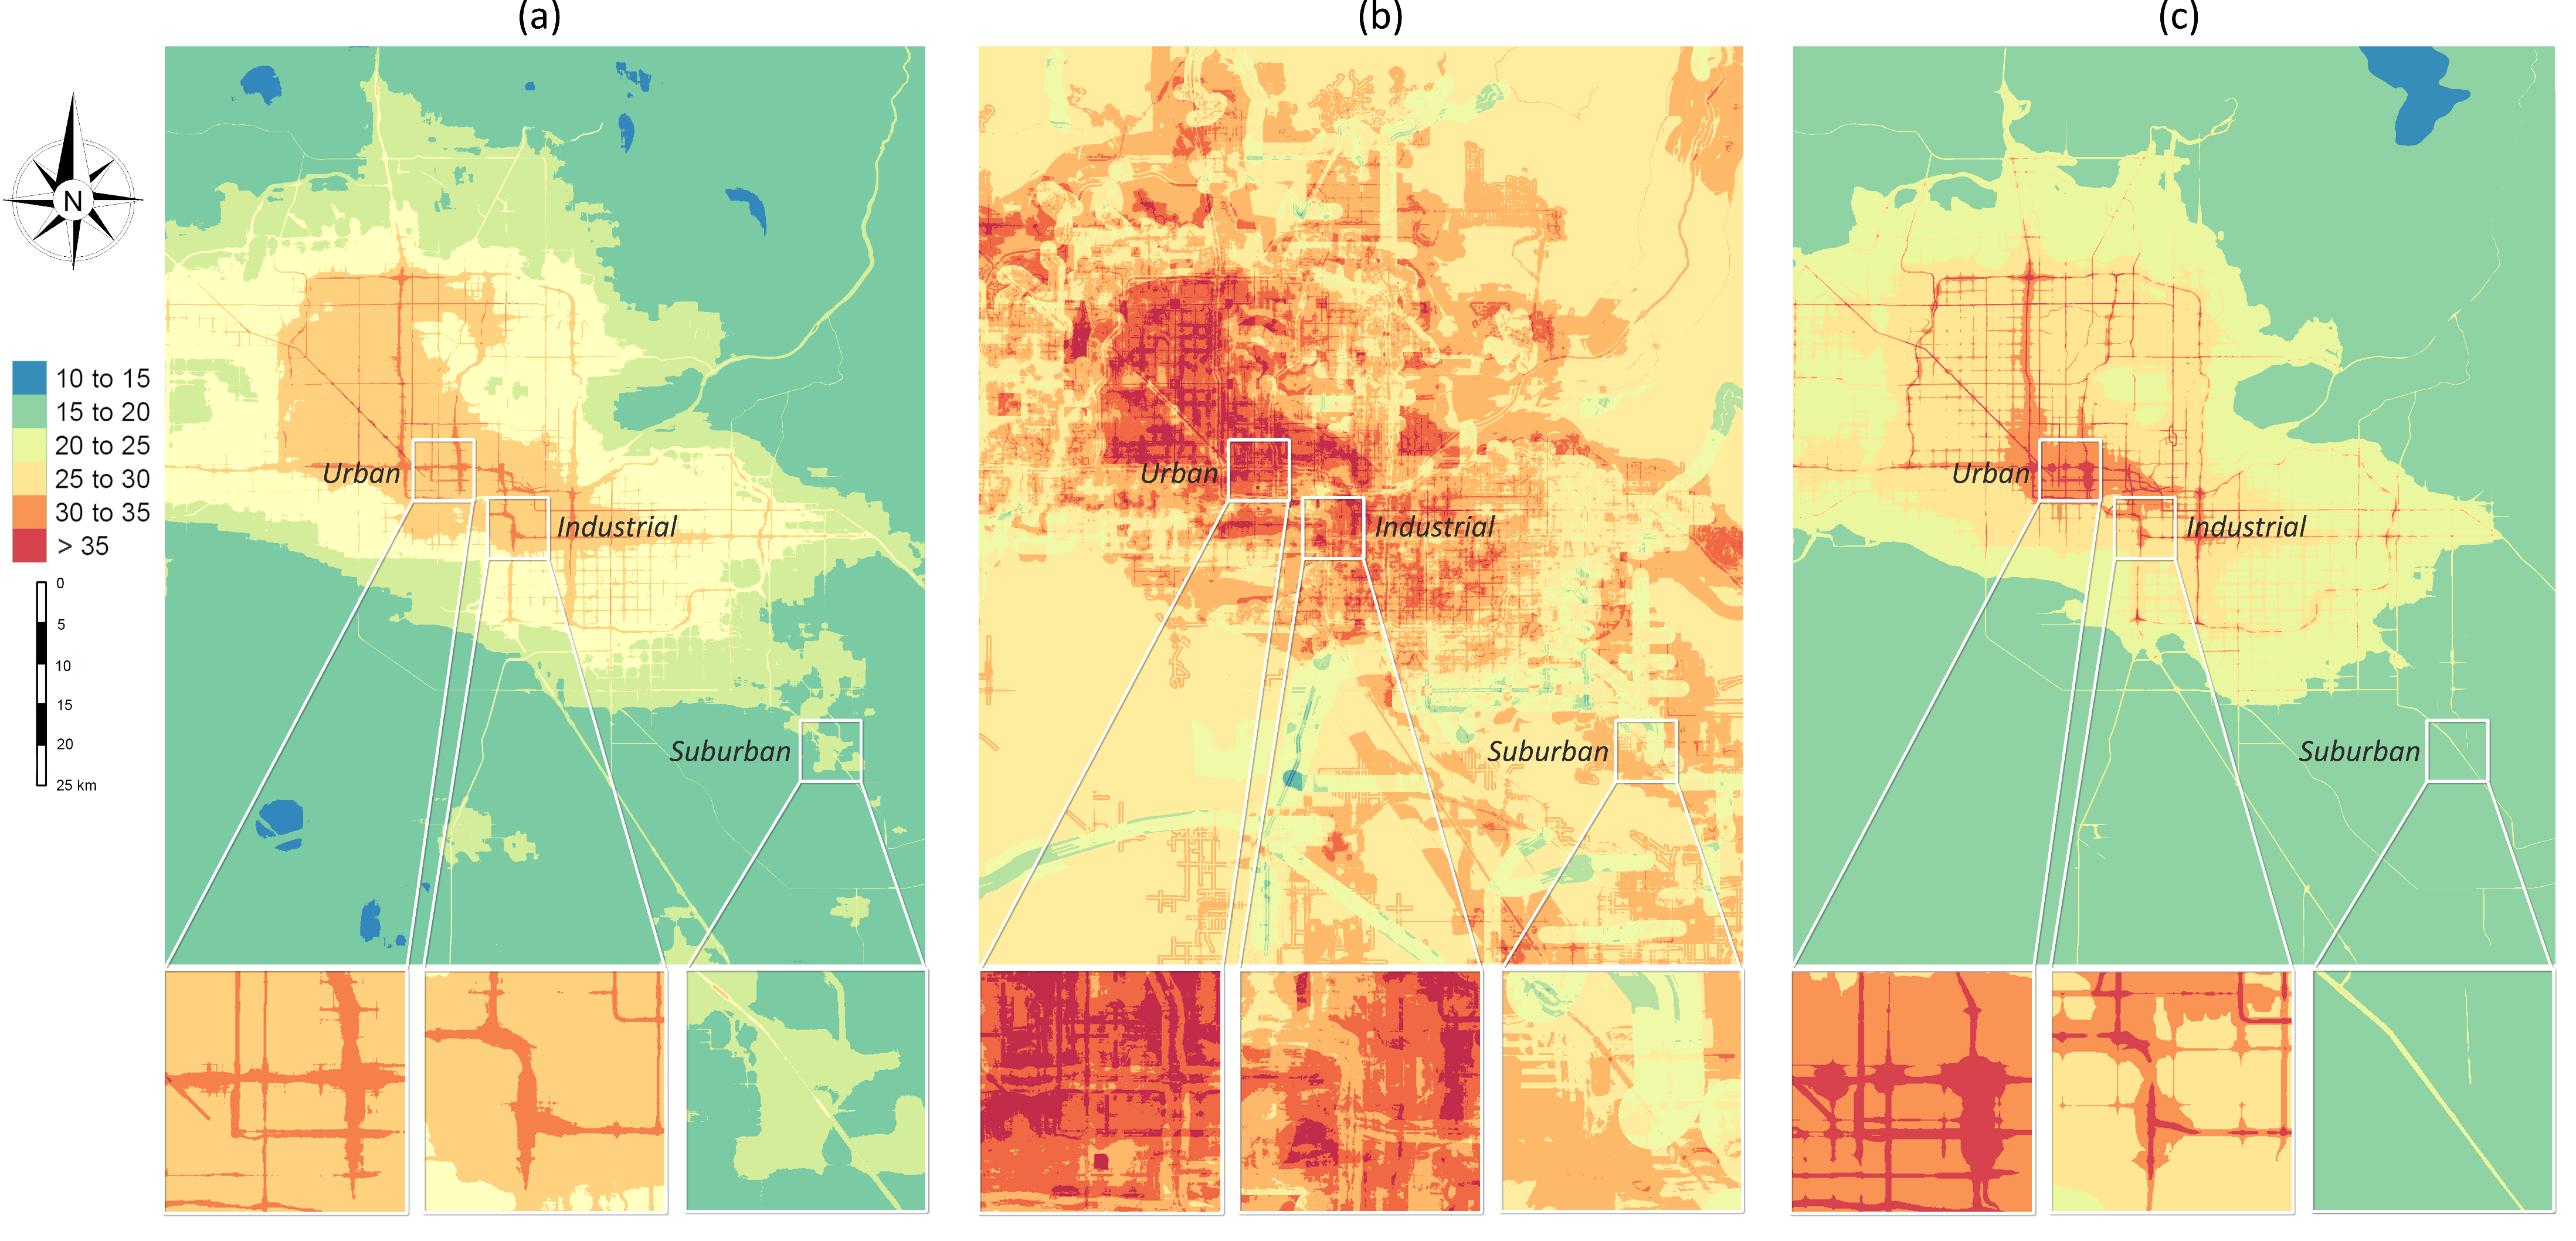 (a)
(b)
(c)
N
10 to 15
15 to 20
20 to 25
25 to 30
30 to 35
> 35
0
5
10
15
20
25 km
Urban
Industrial
Suburban
Urban
Industrial
Suburban
Urban
Industrial
Suburban